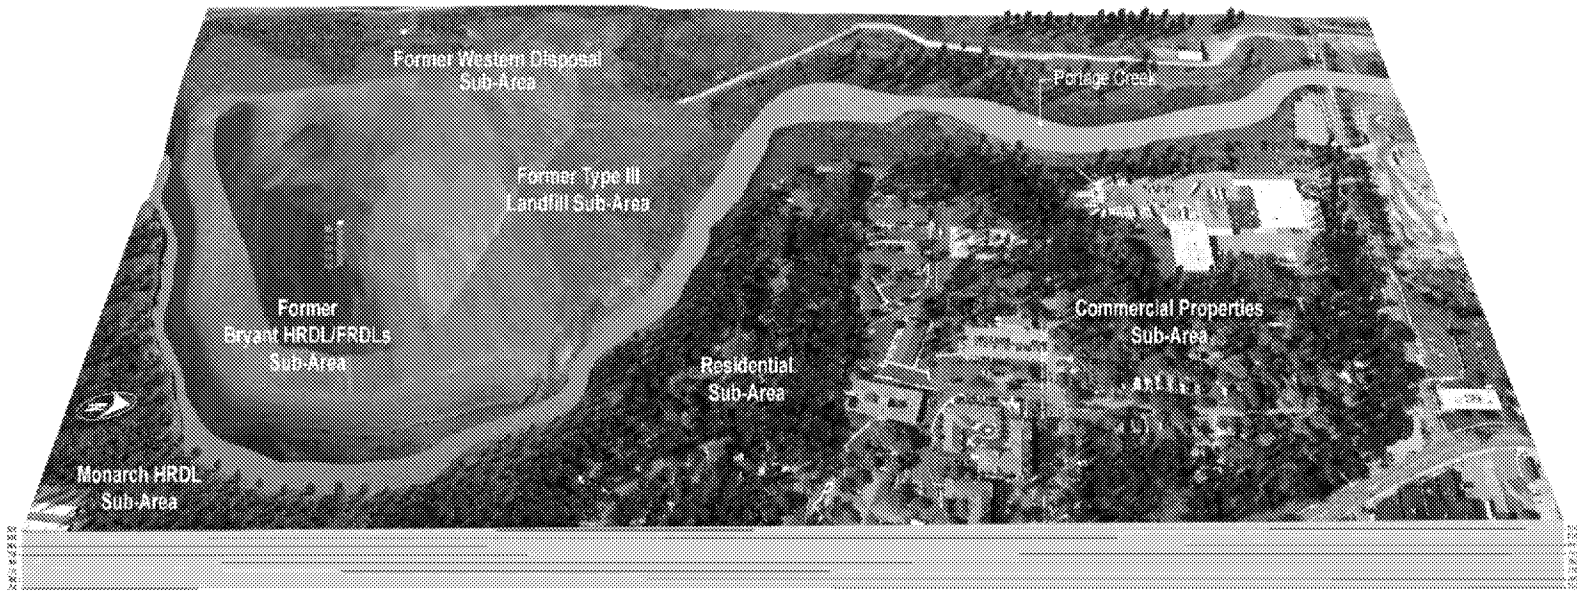 Former Western Disposal
Sub-Area
Portage Creek
Former Type III
Landfill Sub-Area
Former
Bryant HRDL/FRDLs
Sub-Area
Commercial Properties
Sub-Area
Residential
Sub-Area
Monarch HRDL
Sub-Area